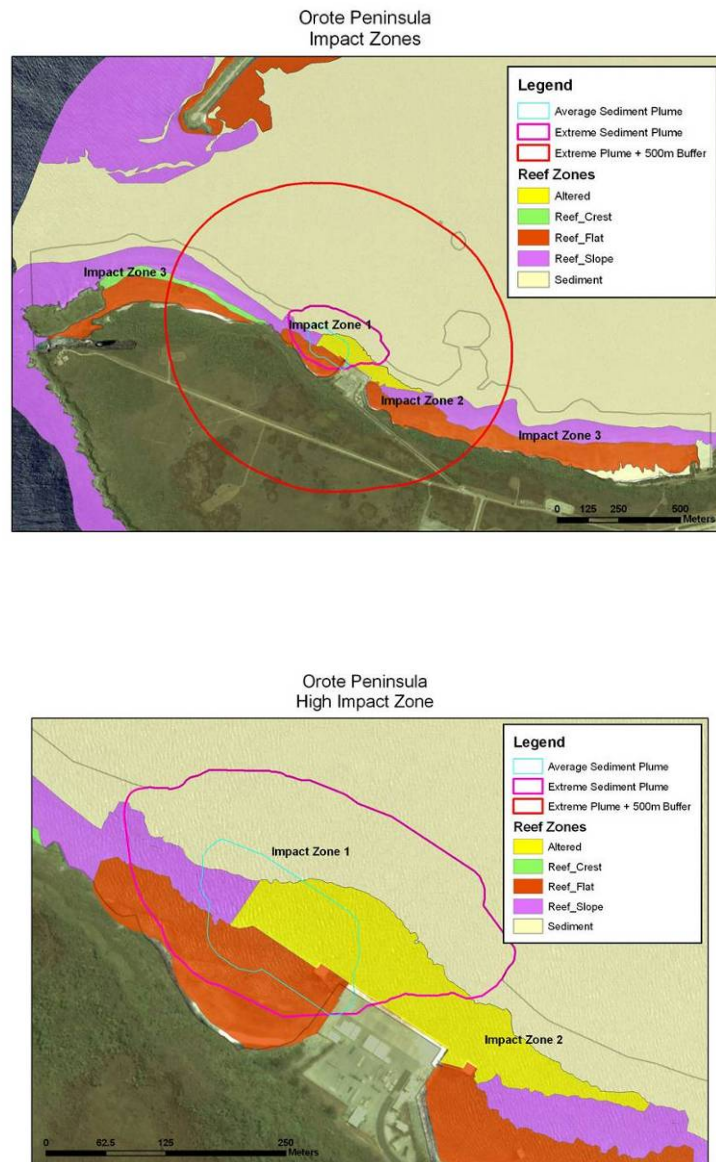 Orote Peninsula
Impact Zones
Legend
Average Sediment Plume
Extreme Sediment Plume
Extreme Plume + 500m Buffer
Reef Zones
Altered
Reef_Crest
Reef_Flat
Reef_Slope
Sediment
Impact Zone 3
Impact Zone 1
Impact Zone 2
Impact Zone 3
0 125 250 500
Meters
Orote Peninsula
High Impact Zone
Legend
Average Sediment Plume
Extreme Sediment Plume
Extreme Plume + 500m Buffer
Reef Zones
Altered
Reef_Crest
Reef_Flat
Reef_Slope
Sediment
Impact Zone 1
Impact Zone 2
0 62.5 125 250
Meters